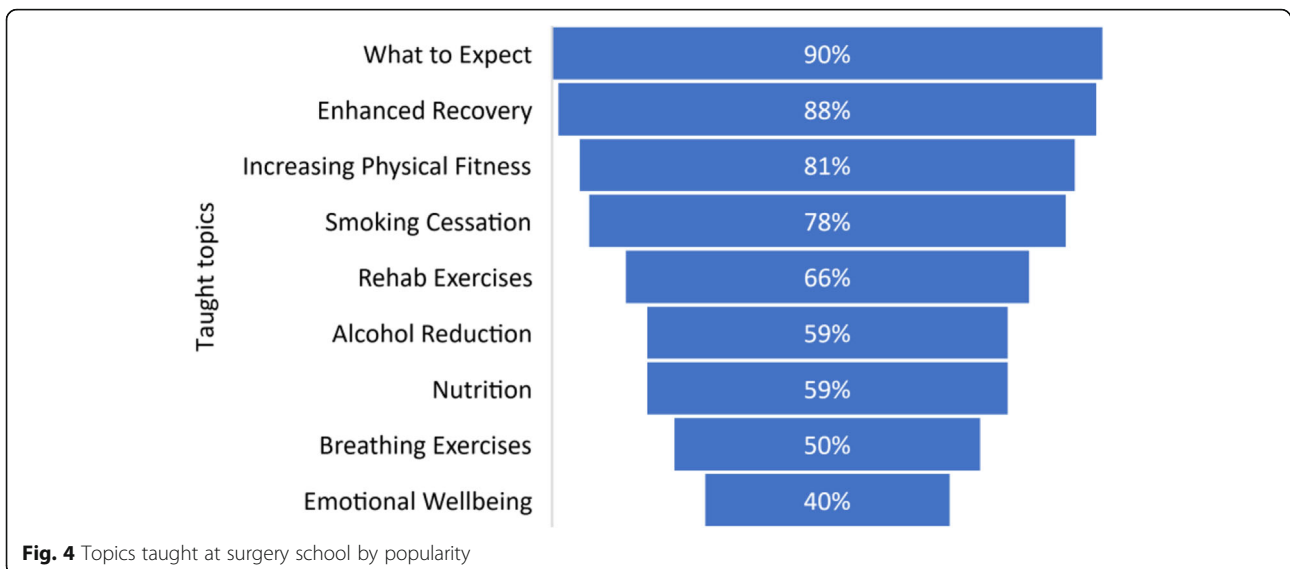 What to Expect 90%
Enhanced Recovery 88%
Increasing Physical Fitness 81%
Smoking Cessation 78%
Rehab Exercises 66%
Alcohol Reduction 59%
Nutrition 59%
Breathing Exercises 50%
Emotional Wellbeing 40%
Taught topics
Fig. 4 Topics taught at surgery school by popularity